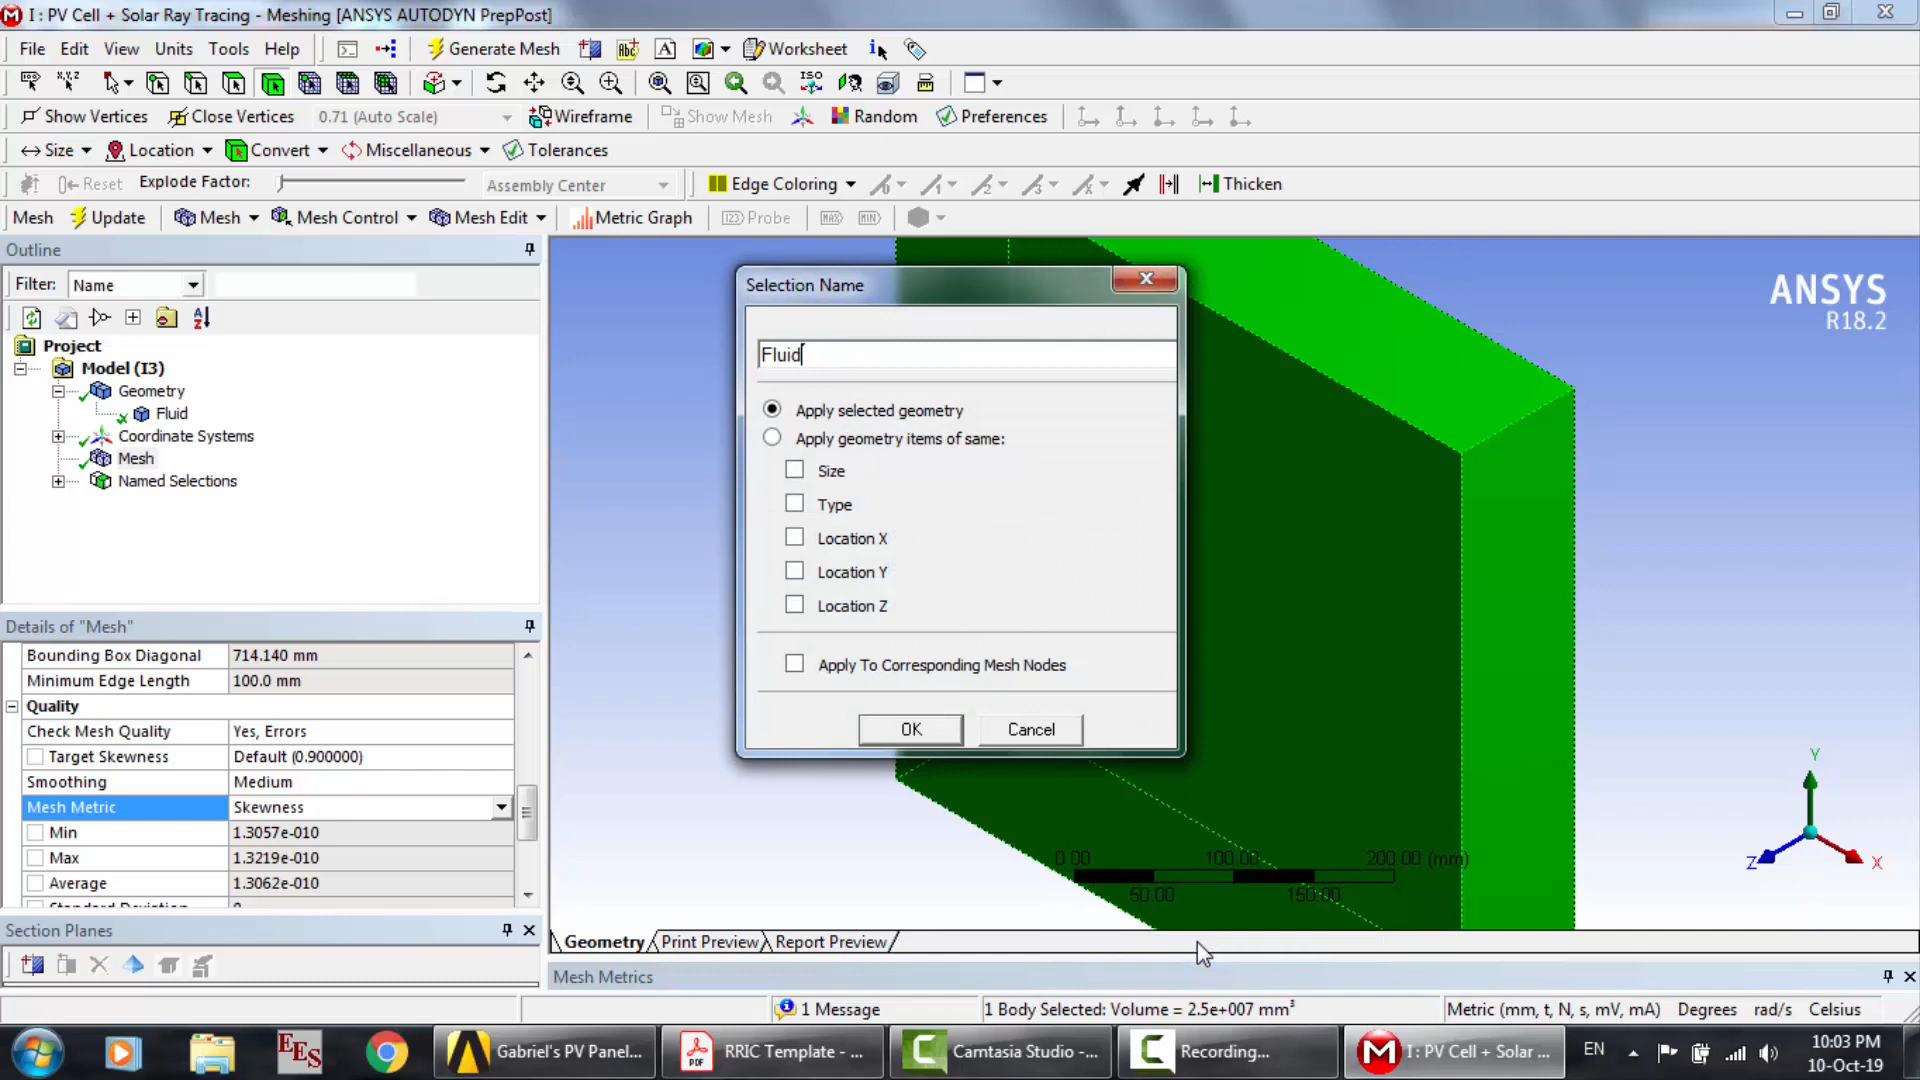 I : PV Cell + Solar Ray Tracing - Meshing [ANSYS AUTODYN PrepPost]
File Edit View Units Tools Help Generate Mesh Worksheet
Show Vertices Close Vertices 0.71 (Auto Scale) Wireframe Show Mesh Random Preferences
Size Location Convert Miscellaneous Tolerances
Reset Explode Factor: Assembly Center Edge Coloring Thicken
Mesh Update Mesh Mesh Control Mesh Edit Metric Graph Probe MAX MIN
Outline
Filter: Name
Project
Model (I3)
Geometry
Fluid
Coordinate Systems
Mesh
Named Selections
Details of "Mesh"
Bounding Box Diagonal 714.140 mm
Minimum Edge Length 100.0 mm
Quality
Check Mesh Quality Yes, Errors
Target Skewness Default (0.900000)
Smoothing Medium
Mesh Metric Skewness
Min 1.3057e-010
Max 1.3219e-010
Average 1.3062e-010
Standard Deviation 0
Section Planes
Selection Name
Fluid
Apply selected geometry
Apply geometry items of same:
Size
Type
Location X
Location Y
Location Z
Apply To Corresponding Mesh Nodes
OK Cancel
ANSYS
R18.2
Y
Z X
0.00 100.00 200.00 (mm)
50.00 150.00
Geometry Print Preview Report Preview
Mesh Metrics
1 Message 1 Body Selected: Volume = 2.5e+007 mm³ Metric (mm, t, N, s, mV, mA) Degrees rad/s Celsius
EES Gabriel's PV Panel... RRIC Template - ... Camtasia Studio -... Recording... I : PV Cell + Solar ... EN
10:03 PM
10-Oct-19